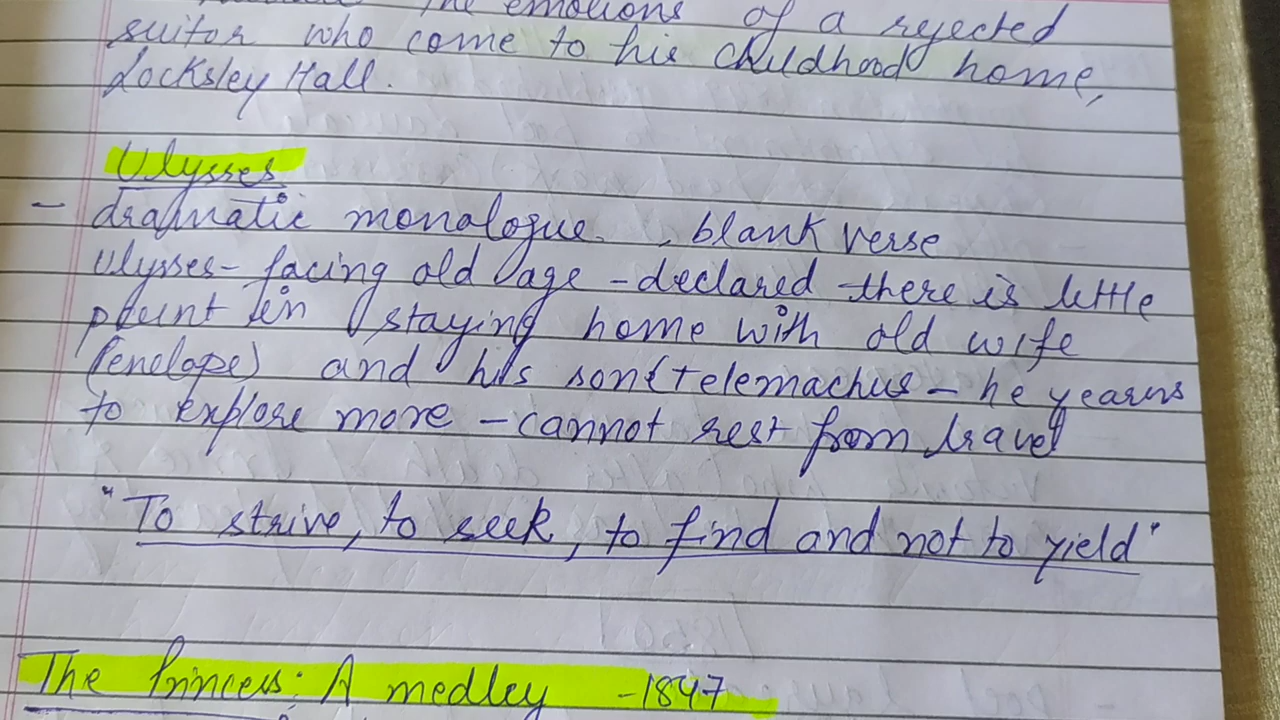 the emotions of a rejected
suitor who come to his childhood home,
Locksley Hall.
Ulysses
- dramatic monologue. , blank verse
Ulysses - facing old age - declared there is little
point in staying home with old wife
(Penelope) and his son (Telemachus - he yearns
to explore more - cannot rest from travel
"To strive, to seek, to find and not to yield"
The Princess: A medley - 1847